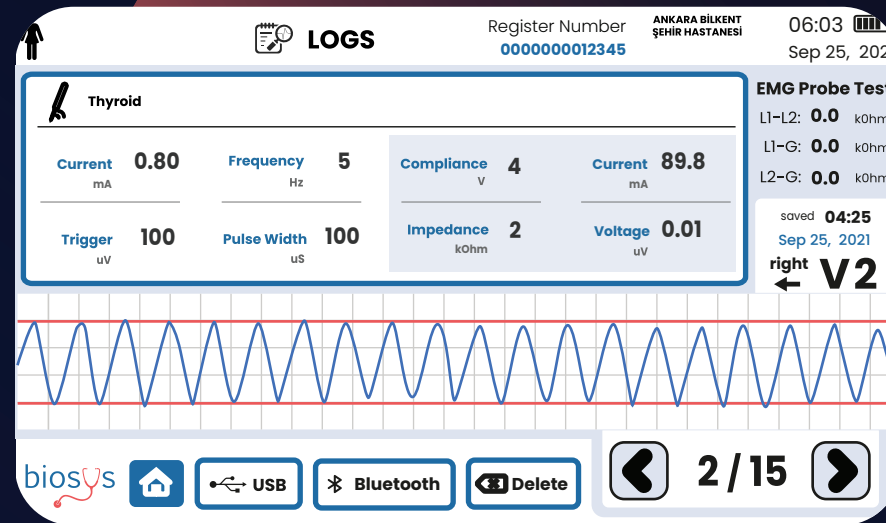 LOGS
Register Number
0000000012345
ANKARA BİLKENT
ŞEHİR HASTANESİ
06:03
Sep 25, 202
Thyroid
Current 0.80
mA
Frequency 5
Hz
Compliance 4
V
Current 89.8
mA
Trigger 100
uV
Pulse Width 100
uS
Impedance 2
kOhm
Voltage 0.01
uV
EMG Probe Test
L1-L2: 0.0 kOhm
L1-G: 0.0 kOhm
L2-G: 0.0 kOhm
saved 04:25
Sep 25, 2021
right V2
biosys
USB
Bluetooth
Delete
2/15